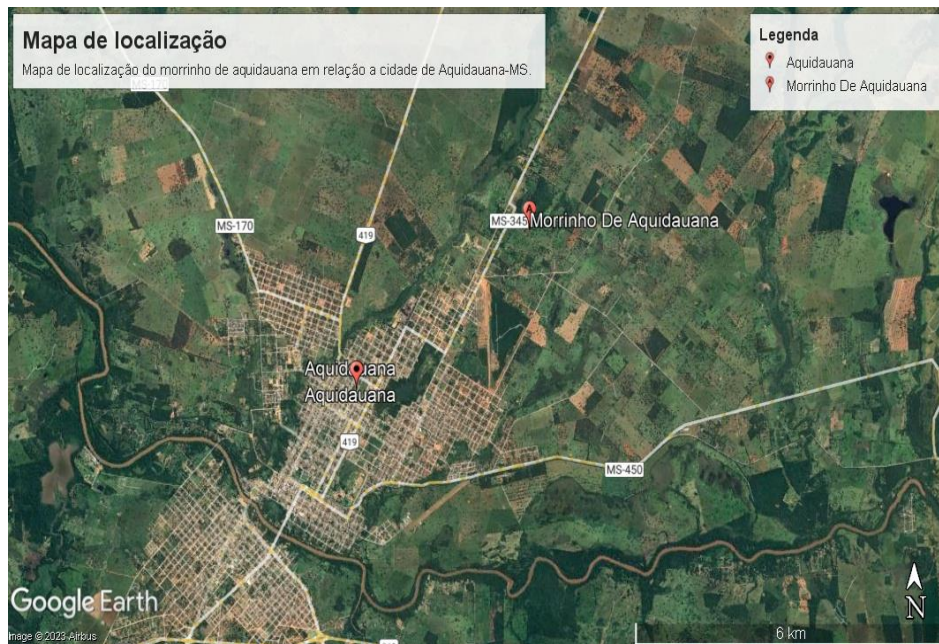 Mapa de localização
Mapa de localização do morrinho de aquidauana em relação a cidade de Aquidauana-MS.
Legenda
Aquidauana
Morrinho De Aquidauana
MS-170
MS-170
419
MS-345
Morrinho De Aquidauana
Aquidauana
Aquidauana
419
MS-450
Google Earth
Image © 2023 Airbus
N
6 km